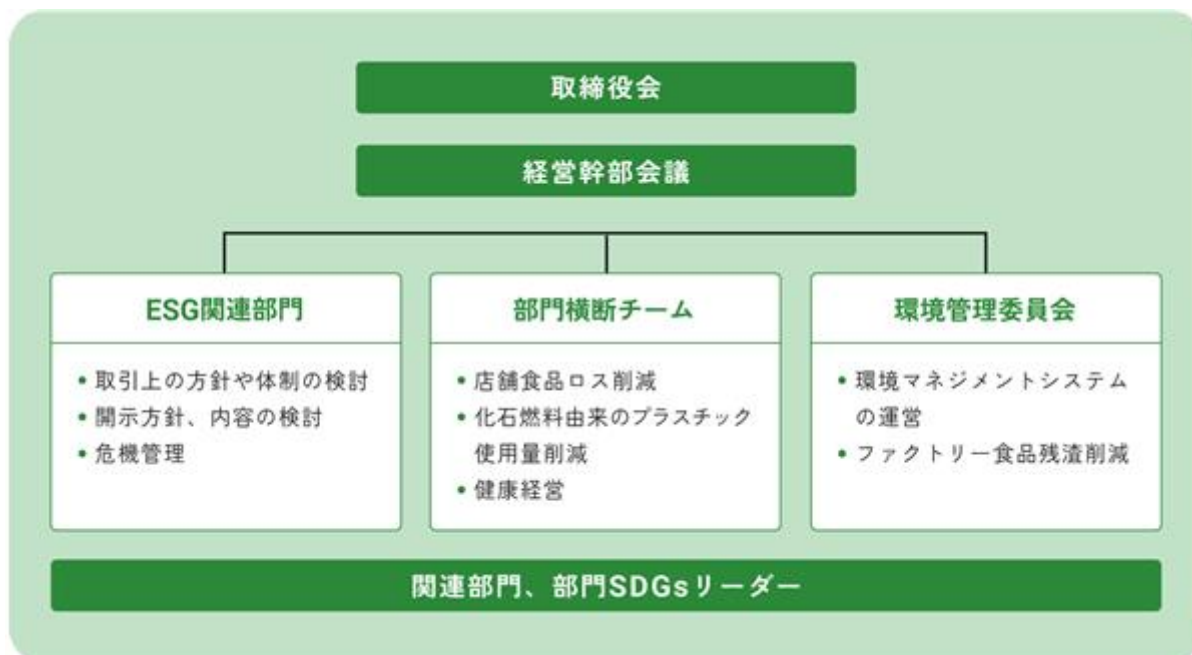 取締役会
経営幹部会議
ESG関連部門
• 取引上の方針や体制の検討
• 開示方針、内容の検討
• 危機管理
部門横断チーム
• 店舗食品ロス削減
• 化石燃料由来のプラスチック
使用量削減
• 健康経営
環境管理委員会
• 環境マネジメントシステム
の運営
• ファクトリー食品残渣削減
関連部門、部門SDGsリーダー